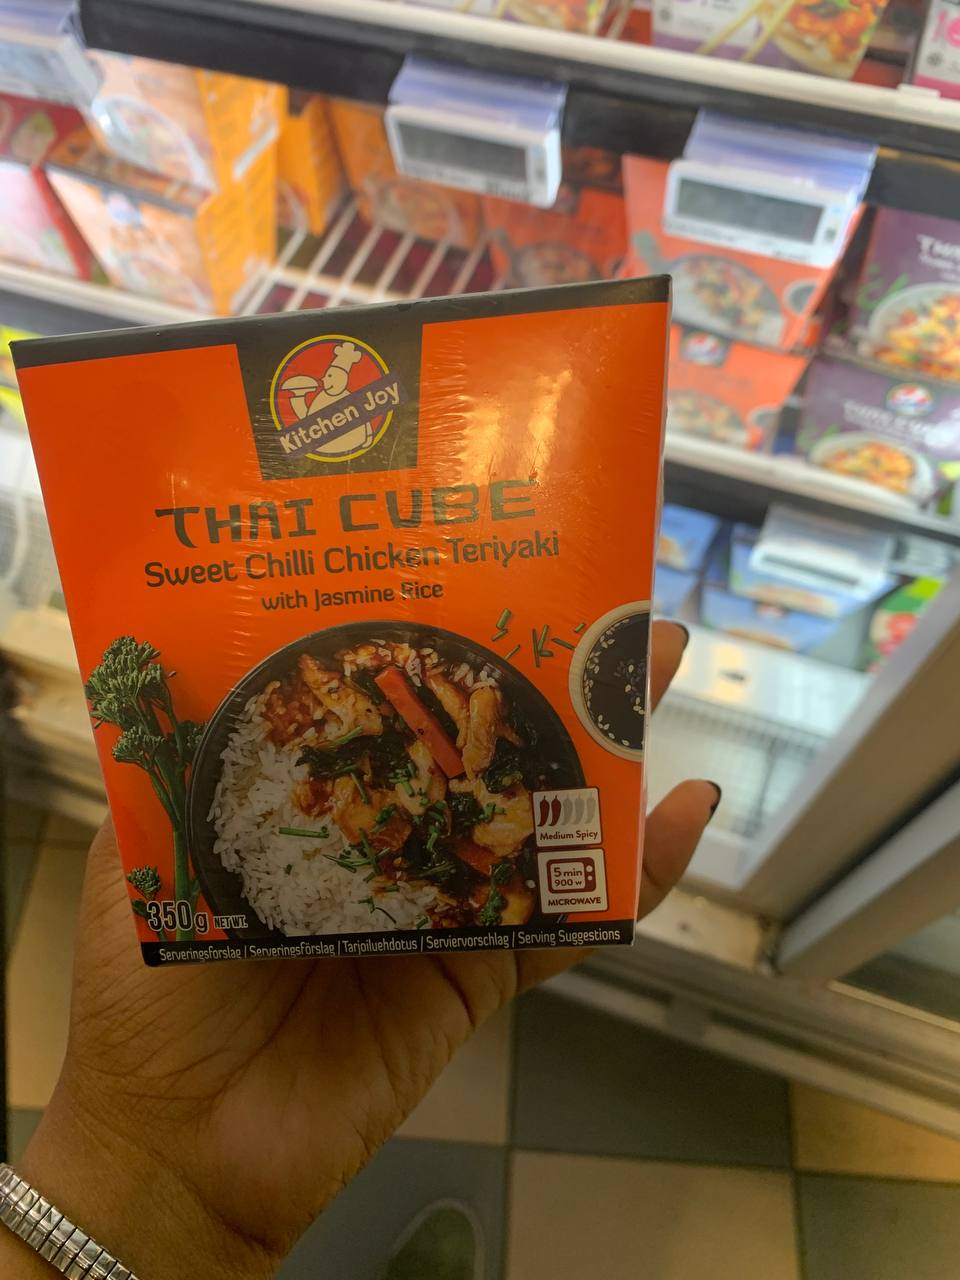 Kitchen Joy
THAI CUBE
Sweet Chilli Chicken Teriyaki
with Jasmine Rice
Medium Spicy
5 min
900 w
MICROWAVE
350g NET WT.
Serveringsforslag / Serveringsförslag / Tarjoiluehdotus / Serviervorschlag / Serving Suggestions